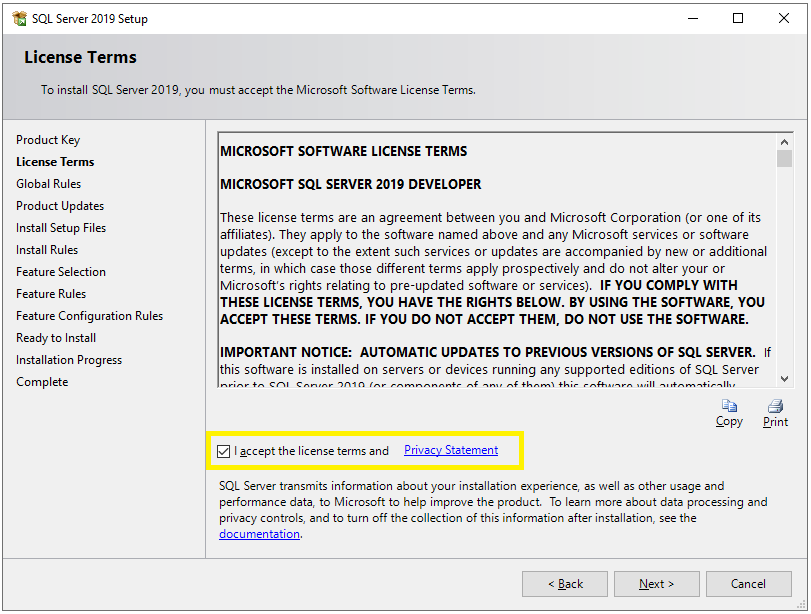 SQL Server 2019 Setup
License Terms
To install SQL Server 2019, you must accept the Microsoft Software License Terms.
Product Key
License Terms
Global Rules
Product Updates
Install Setup Files
Install Rules
Feature Selection
Feature Rules
Feature Configuration Rules
Ready to Install
Installation Progress
Complete
MICROSOFT SOFTWARE LICENSE TERMS
MICROSOFT SQL SERVER 2019 DEVELOPER
These license terms are an agreement between you and Microsoft Corporation (or one of its
affiliates). They apply to the software named above and any Microsoft services or software
updates (except to the extent such services or updates are accompanied by new or additional
terms, in which case those different terms apply prospectively and do not alter your or
Microsoft's rights relating to pre-updated software or services). IF YOU COMPLY WITH
THESE LICENSE TERMS, YOU HAVE THE RIGHTS BELOW. BY USING THE SOFTWARE, YOU
ACCEPT THESE TERMS. IF YOU DO NOT ACCEPT THEM, DO NOT USE THE SOFTWARE.
IMPORTANT NOTICE: AUTOMATIC UPDATES TO PREVIOUS VERSIONS OF SQL SERVER. If
this software is installed on servers or devices running any supported editions of SQL Server
prior to SQL Server 2019 (or components of any of them) this software will automatically
Copy
Print
I accept the license terms and Privacy Statement
SQL Server transmits information about your installation experience, as well as other usage and
performance data, to Microsoft to help improve the product. To learn more about data processing and
privacy controls, and to turn off the collection of this information after installation, see the
documentation.
< Back
Next >
Cancel